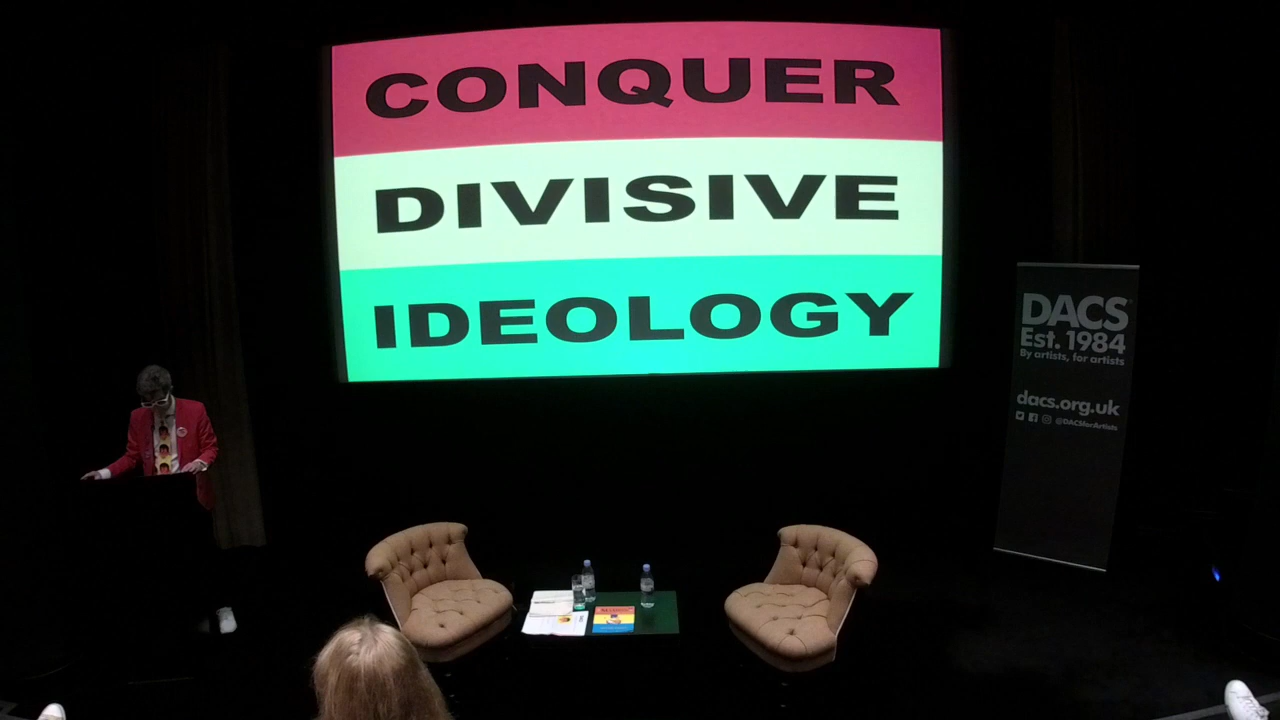 CONQUER
DIVISIVE
IDEOLOGY
DACS
Est. 1984
By artists, for artists
dacs.org.uk
@DACSforArtists